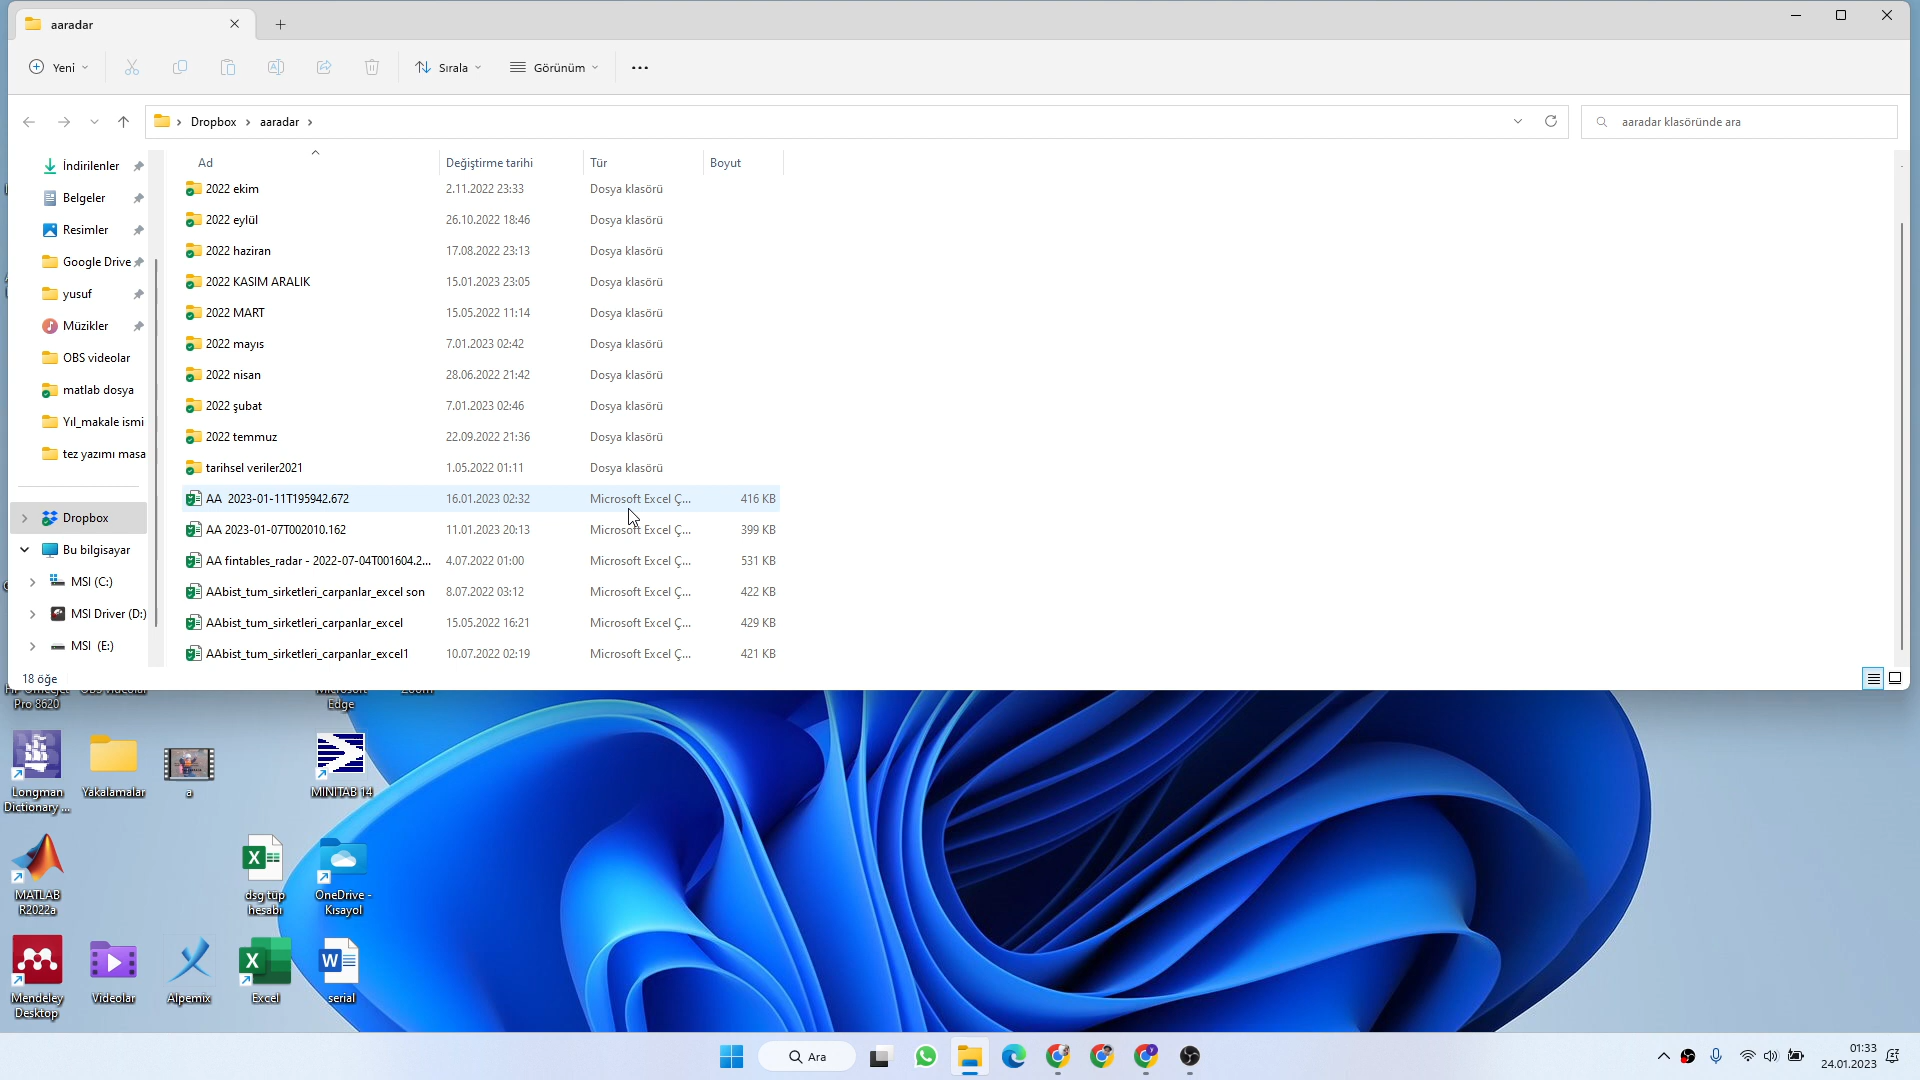 aaradar
Yeni
Sırala
Görünüm
Dropbox
aaradar
aaradar klasöründe ara
Ad
Değiştirme tarihi
Tür
Boyut
İndirilenler
Belgeler
Resimler
Google Drive
yusuf
Müzikler
OBS videolar
matlab dosya
Yıl_makale ismi
tez yazımı masa
Dropbox
Bu bilgisayar
MSI (C:)
MSI Driver (D:)
MSI (E:)
2022 ekim 2.11.2022 23:33 Dosya klasörü
2022 eylül 26.10.2022 18:46 Dosya klasörü
2022 haziran 17.08.2022 23:13 Dosya klasörü
2022 KASIM ARALIK 15.01.2023 23:05 Dosya klasörü
2022 MART 15.05.2022 11:14 Dosya klasörü
2022 mayıs 7.01.2023 02:42 Dosya klasörü
2022 nisan 28.06.2022 21:42 Dosya klasörü
2022 şubat 7.01.2023 02:46 Dosya klasörü
2022 temmuz 22.09.2022 21:36 Dosya klasörü
tarihsel veriler2021 1.05.2022 01:11 Dosya klasörü
AA 2023-01-11T195942.672 16.01.2023 02:32 Microsoft Excel Ç... 416 KB
AA 2023-01-07T002010.162 11.01.2023 20:13 Microsoft Excel Ç... 399 KB
AA fintables_radar - 2022-07-04T001604.2... 4.07.2022 01:00 Microsoft Excel Ç... 531 KB
AAbist_tum_sirketleri_carpanlar_excel son 8.07.2022 03:12 Microsoft Excel Ç... 422 KB
AAbist_tum_sirketleri_carpanlar_excel 15.05.2022 16:21 Microsoft Excel Ç... 429 KB
AAbist_tum_sirketleri_carpanlar_excel1 10.07.2022 02:19 Microsoft Excel Ç... 421 KB
18 öğe
Pro 8620
Edge
Longman
Dictionary ...
Yakalamalar
a
MINITAB 14
MATLAB
R2022a
dsg tüp
hesabı
OneDrive -
Kısayol
Mendeley
Desktop
Videolar
Alpemix
Excel
serial
Ara
01:33
24.01.2023